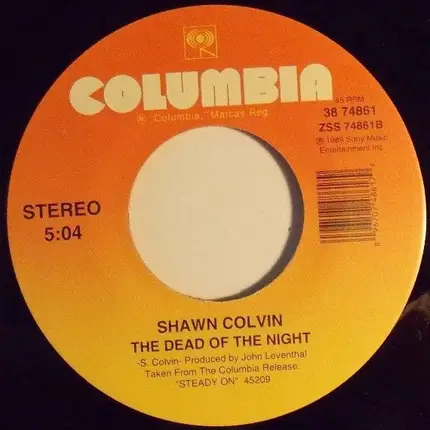 COLUMBIA
® "Columbia," Marcas Reg.
45 RPM
38 74861
ZSS 74861B
℗ 1989 Sony Music
Entertainment Inc.
STEREO
5:04
SHAWN COLVIN
THE DEAD OF THE NIGHT
-S. Colvin- Produced by John Leventhal
Taken From The Columbia Release:
"STEADY ON" 45209